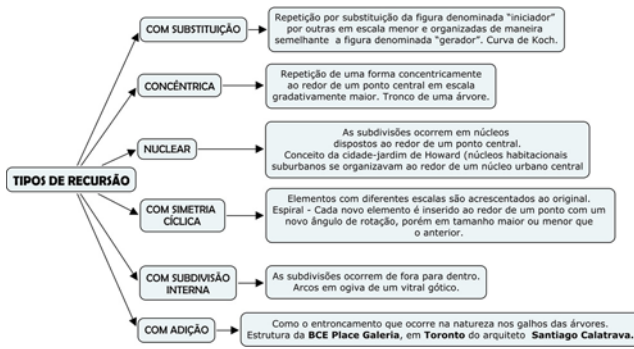 TIPOS DE RECURSÃO
COM SUBSTITUIÇÃO
Repetição por substituição da figura denominada "iniciador"
por outras em escala menor e organizadas de maneira
semelhante a figura denominada "gerador". Curva de Koch.
CONCÊNTRICA
Repetição de uma forma concentricamente
ao redor de um ponto central em escala
gradativamente maior. Tronco de uma árvore.
NUCLEAR
As subdivisões ocorrem em núcleos
dispostos ao redor de um ponto central.
Conceito da cidade-jardim de Howard (núcleos habitacionais
suburbanos se organizavam ao redor de um núcleo urbano central
COM SIMETRIA
CÍCLICA
Elementos com diferentes escalas são acrescentados ao original.
Espiral - Cada novo elemento é inserido ao redor de um ponto com um
novo ângulo de rotação, porém em tamanho maior ou menor que
o anterior.
COM SUBDIVISÃO
INTERNA
As subdivisões ocorrem de fora para dentro.
Arcos em ogiva de um vitral gótico.
COM ADIÇÃO
Como o entroncamento que ocorre na natureza nos galhos das árvores.
Estrutura da BCE Place Galeria, em Toronto do arquiteto Santiago Calatrava.